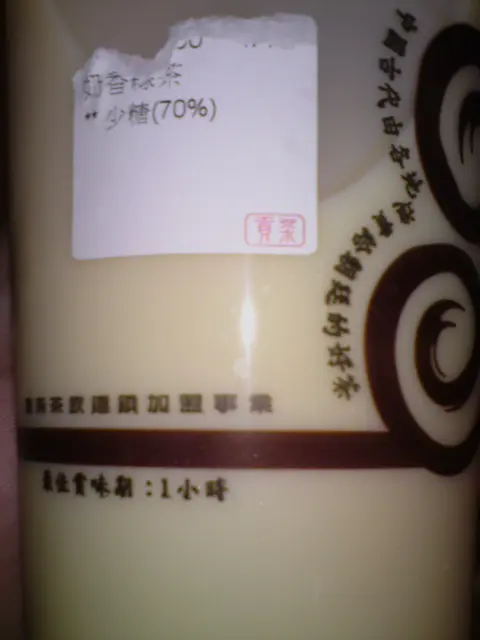 奶香綠茶
** 少糖(70%)
貢茶
中國古代由各地進貢給朝廷的好茶
貢茶茶飲連鎖加盟事業
最佳賞味期：1小時